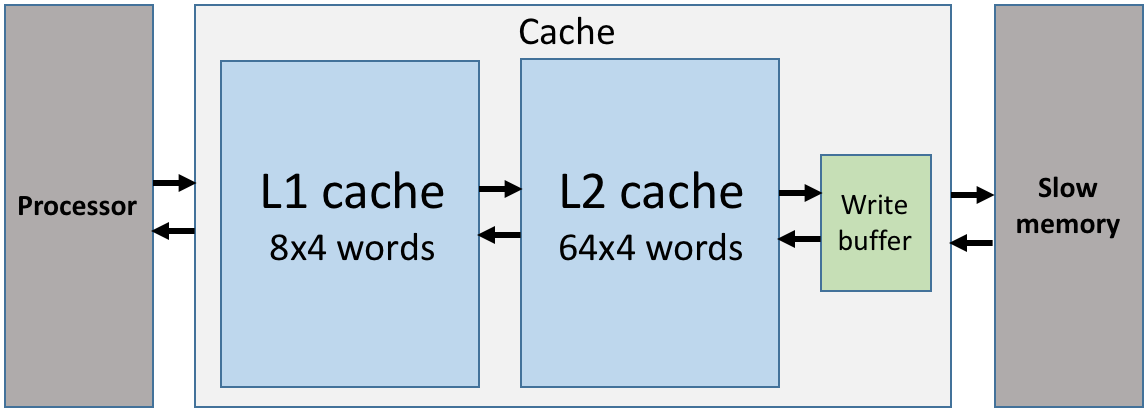 Cache
Processor
L1 cache
8x4 words
L2 cache
64x4 words
Write
buffer
Slow
memory